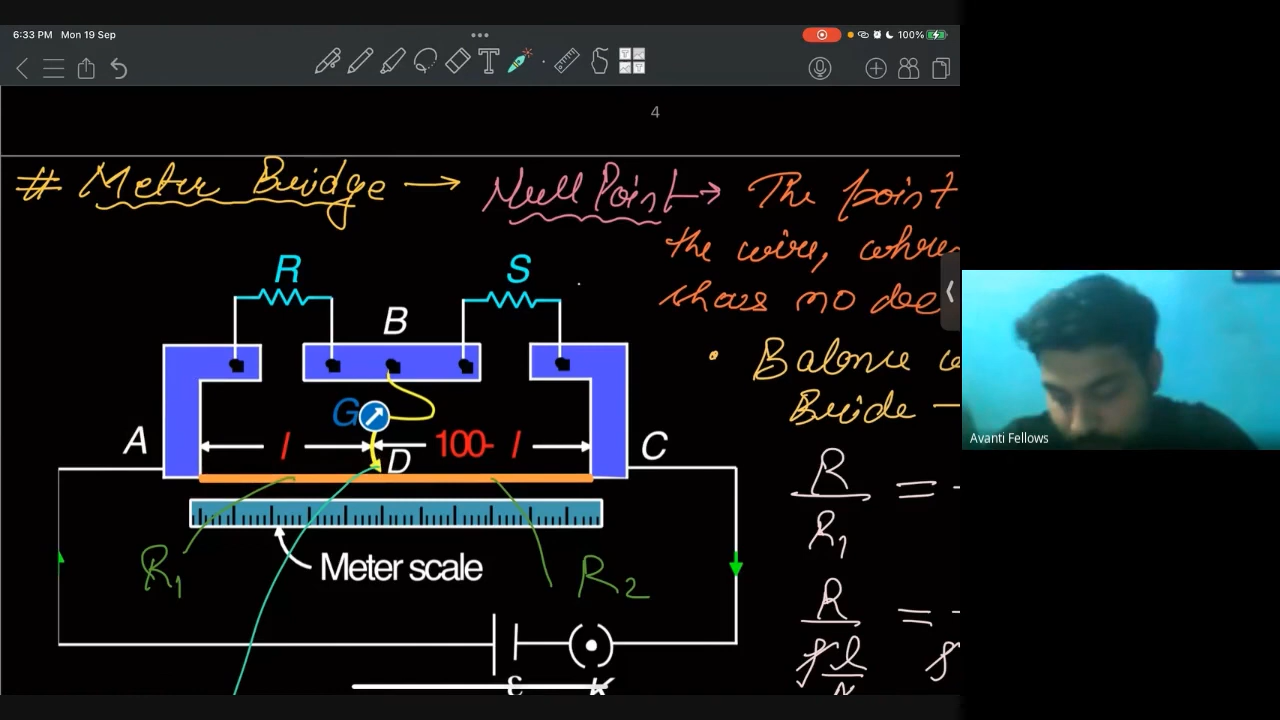 6:33 PM Mon 19 Sep
100%
4
# Meter Bridge → Null Point → The point
the wire, where
shows no
R
S
B
• Balance
Bride –
G
A
l
100- l
C
D
R
R₁ =
Meter scale
R₁
R₂
R =
l
ε
K
Avanti Fellows